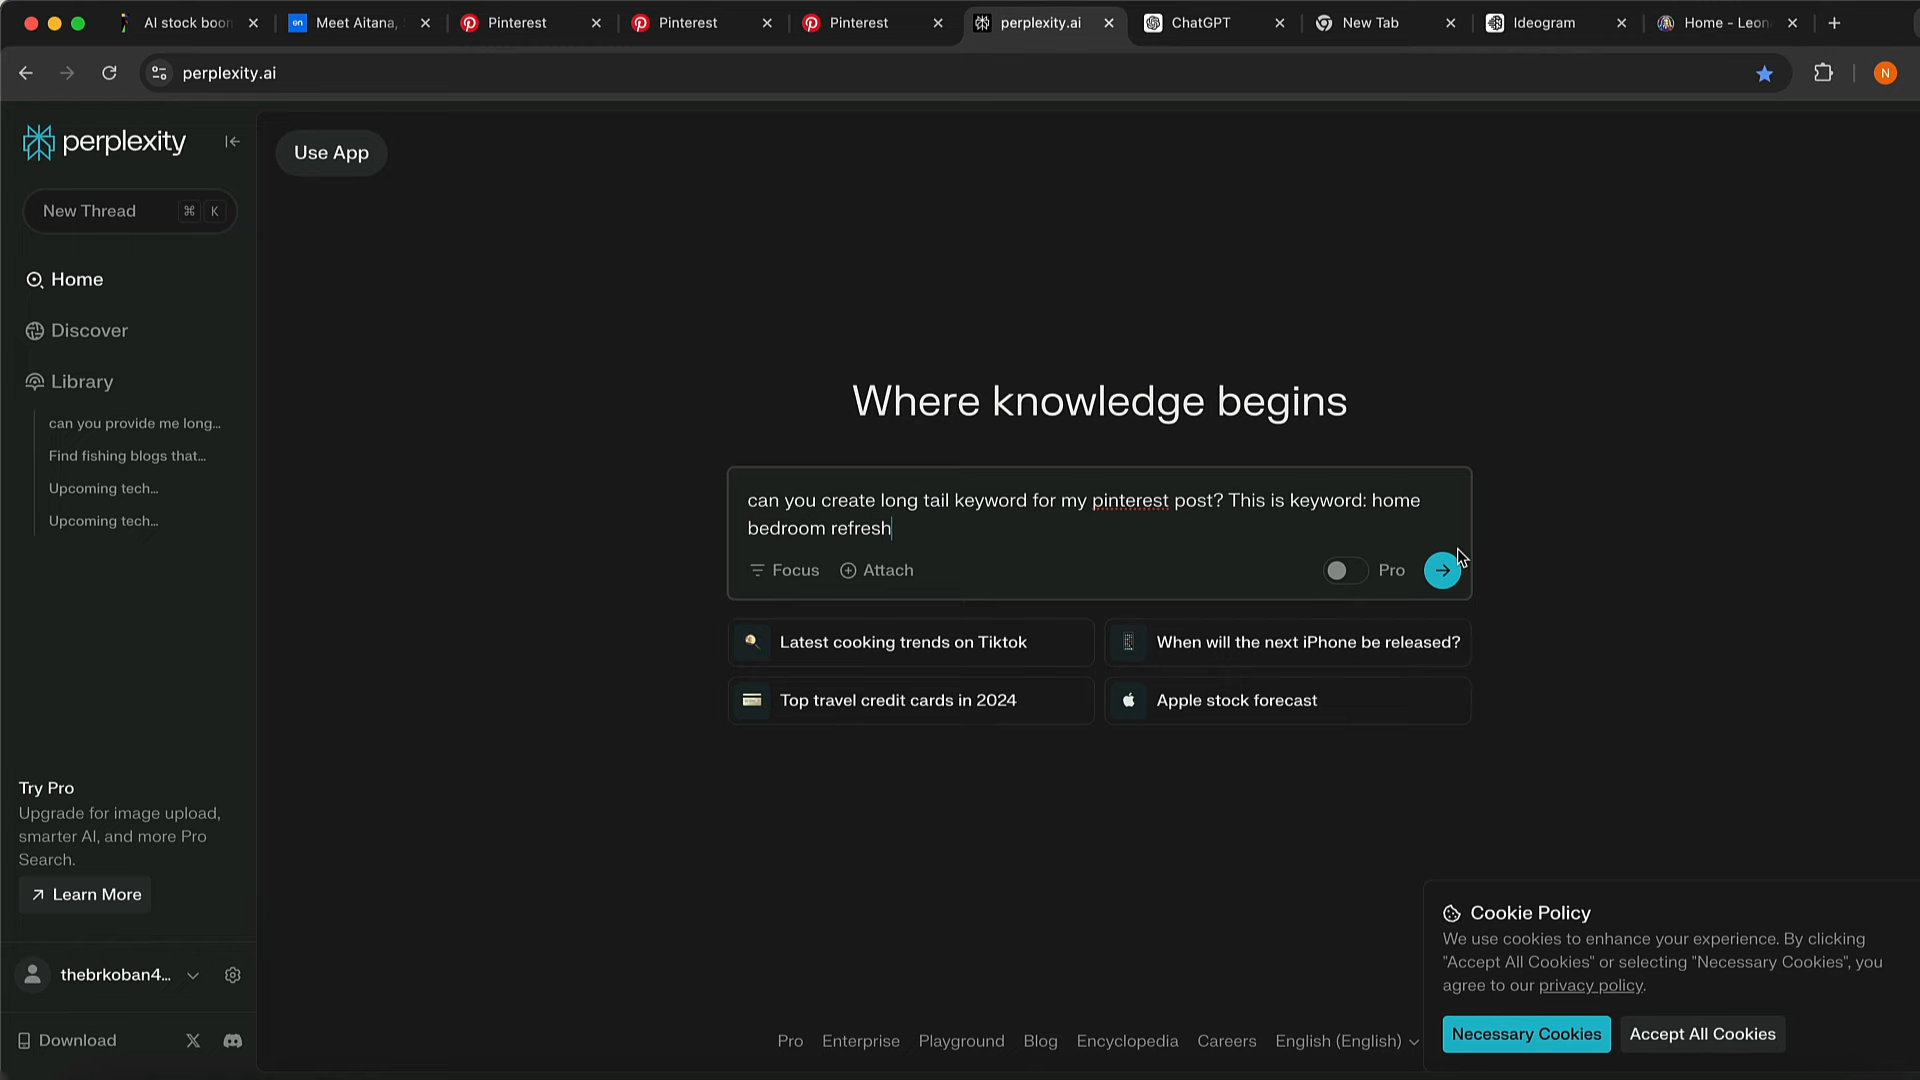 AI stock boon
on
Meet Aitana,
Pinterest
Pinterest
Pinterest
perplexity.ai
ChatGPT
New Tab
Ideogram
Home - Leon
perplexity.ai
N
perplexity
New Thread
⌘ K
Home
Discover
Library
can you provide me long...
Find fishing blogs that...
Upcoming tech...
Upcoming tech...
Try Pro
Upgrade for image upload,
smarter AI, and more Pro
Search.
Learn More
thebrkoban4...
Download
Use App
Where knowledge begins
can you create long tail keyword for my pinterest post? This is keyword: home
bedroom refresh
Focus
Attach
Pro
Latest cooking trends on Tiktok
When will the next iPhone be released?
Top travel credit cards in 2024
Apple stock forecast
Pro
Enterprise
Playground
Blog
Encyclopedia
Careers
English (English)
Cookie Policy
We use cookies to enhance your experience. By clicking
"Accept All Cookies" or selecting "Necessary Cookies", you
agree to our privacy policy.
Necessary Cookies
Accept All Cookies